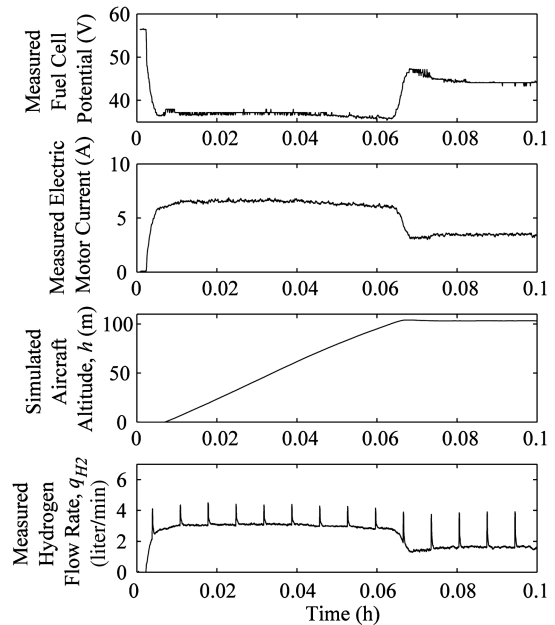 Measured
Fuel Cell
Potential (V)
60
50
40
0 0.02 0.04 0.06 0.08 0.1
Measured Electric
Motor Current (A)
10
5
0
0 0.02 0.04 0.06 0.08 0.1
Simulated
Aircraft
Altitude, h (m)
100
50
0
0 0.02 0.04 0.06 0.08 0.1
Measured
Hydrogen
Flow Rate, qH2
(liter/min)
6
4
2
0
0 0.02 0.04 0.06 0.08 0.1
Time (h)